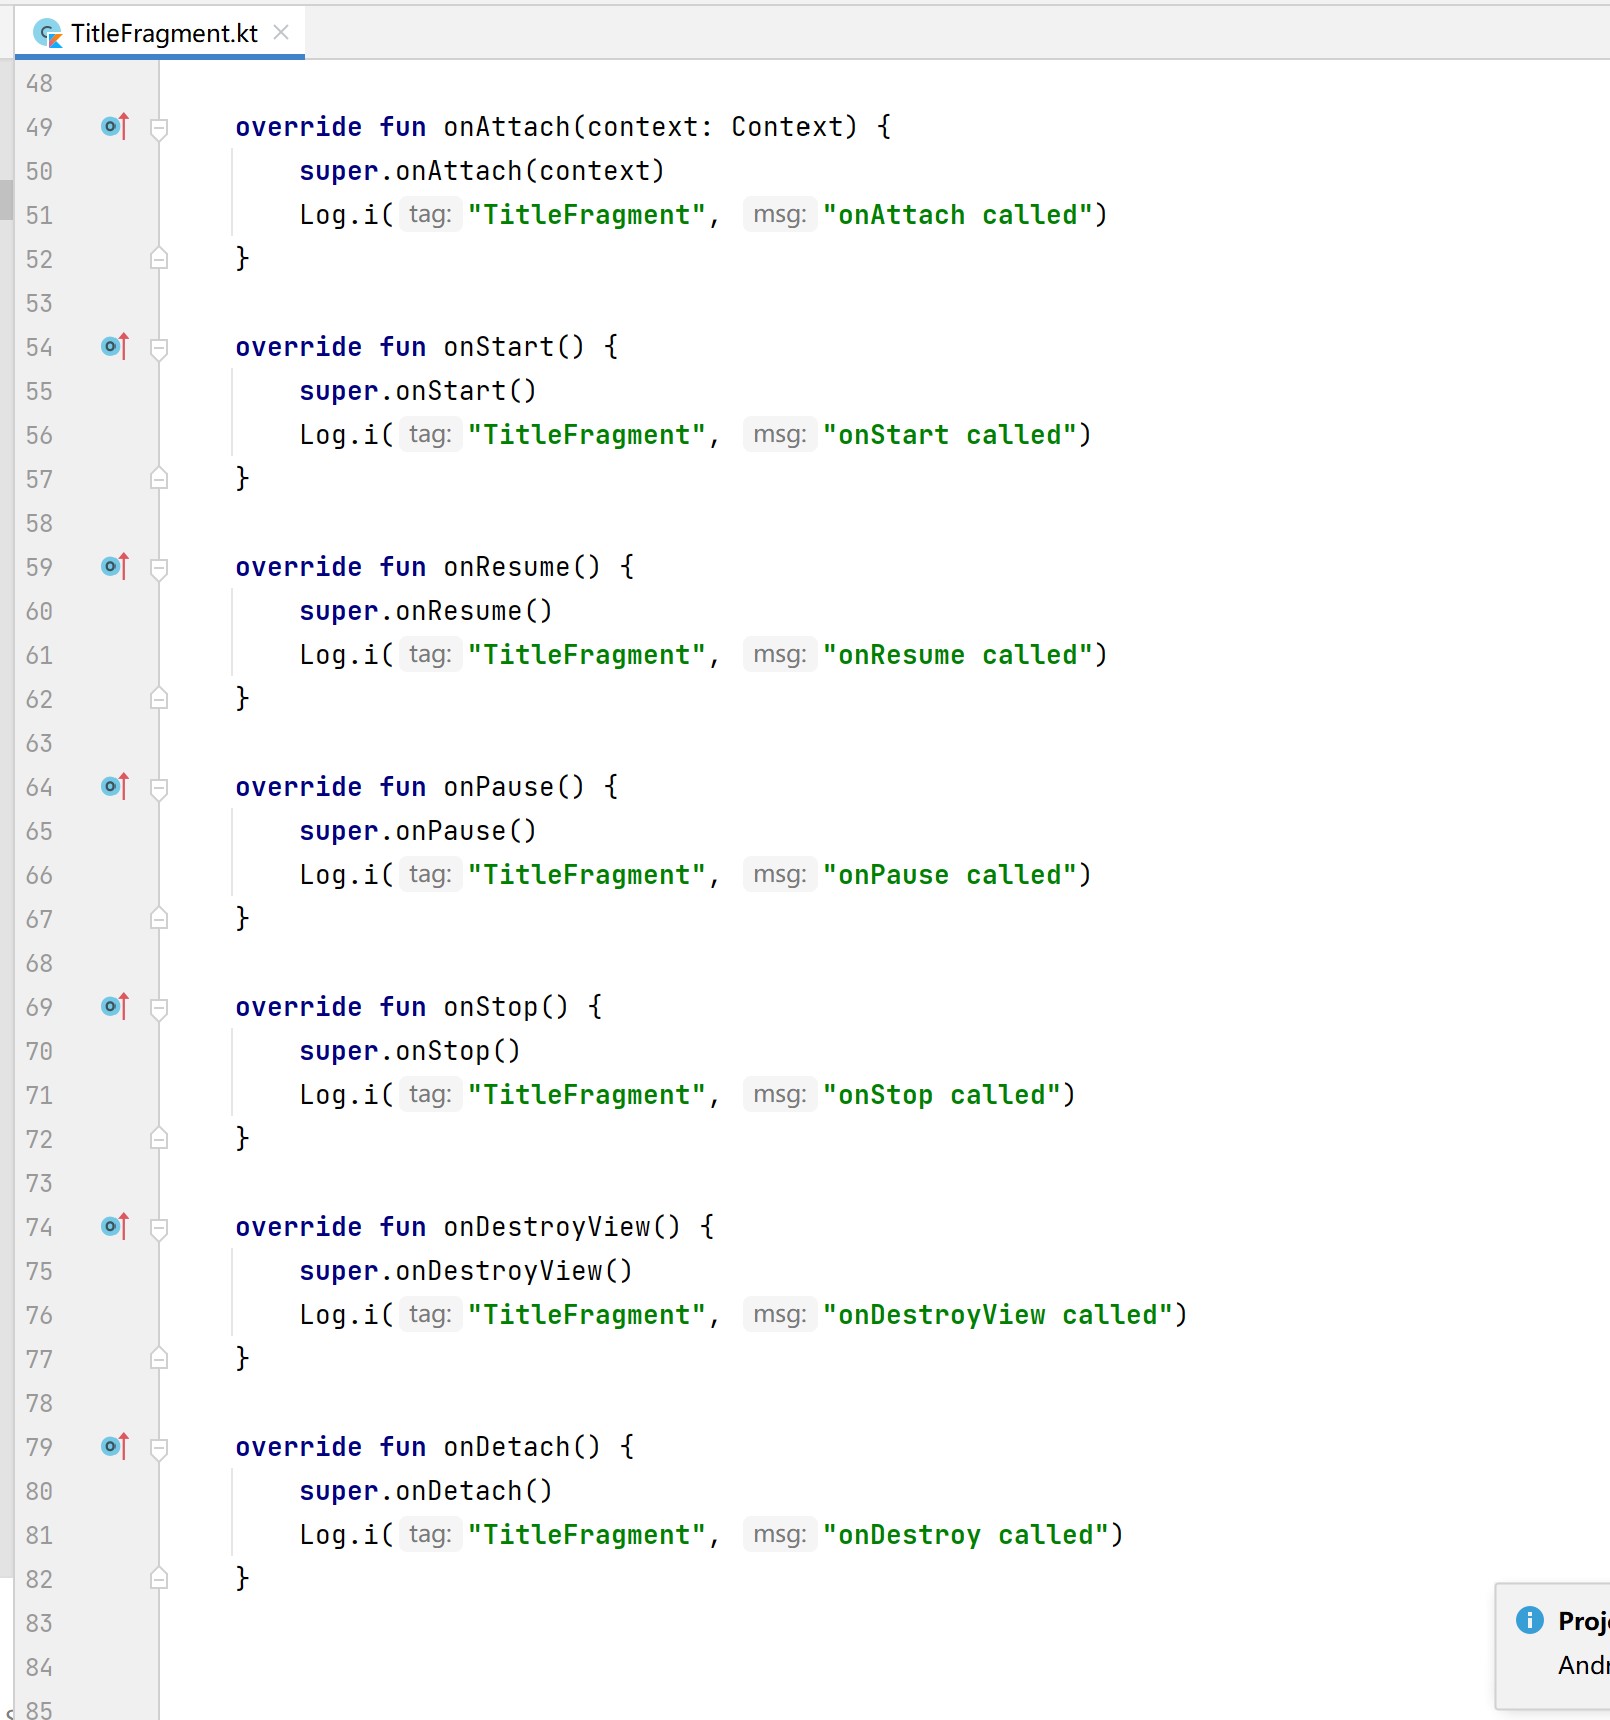 TitleFragment.kt
48
49 override fun onAttach(context: Context) {
50 super.onAttach(context)
51 Log.i( tag: "TitleFragment", msg: "onAttach called")
52 }
53
54 override fun onStart() {
55 super.onStart()
56 Log.i( tag: "TitleFragment", msg: "onStart called")
57 }
58
59 override fun onResume() {
60 super.onResume()
61 Log.i( tag: "TitleFragment", msg: "onResume called")
62 }
63
64 override fun onPause() {
65 super.onPause()
66 Log.i( tag: "TitleFragment", msg: "onPause called")
67 }
68
69 override fun onStop() {
70 super.onStop()
71 Log.i( tag: "TitleFragment", msg: "onStop called")
72 }
73
74 override fun onDestroyView() {
75 super.onDestroyView()
76 Log.i( tag: "TitleFragment", msg: "onDestroyView called")
77 }
78
79 override fun onDetach() {
80 super.onDetach()
81 Log.i( tag: "TitleFragment", msg: "onDestroy called")
82 }
83
84
85
Proj
Andr